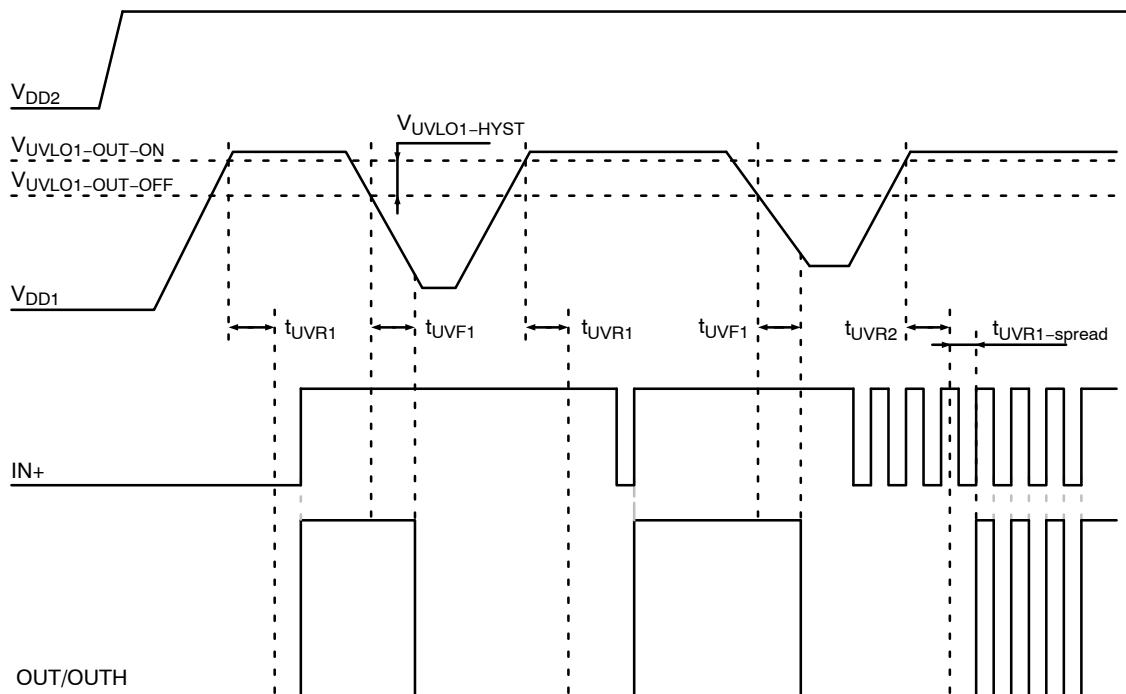 VDD2
VUVLO1−HYST
VUVLO1−OUT−ON
VUVLO1−OUT−OFF
VDD1
tUVR1 tUVF1 tUVR1 tUVF1 tUVR2 tUVR1−spread
IN+
OUT/OUTH